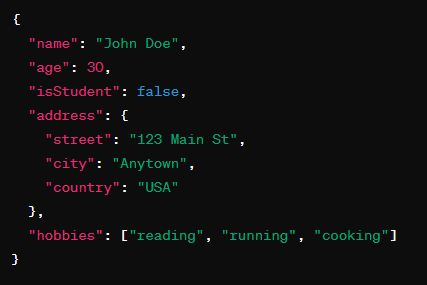 {
  "name": "John Doe",
  "age": 30,
  "isStudent": false,
  "address": {
    "street": "123 Main St",
    "city": "Anytown",
    "country": "USA"
  },
  "hobbies": ["reading", "running", "cooking"]
}